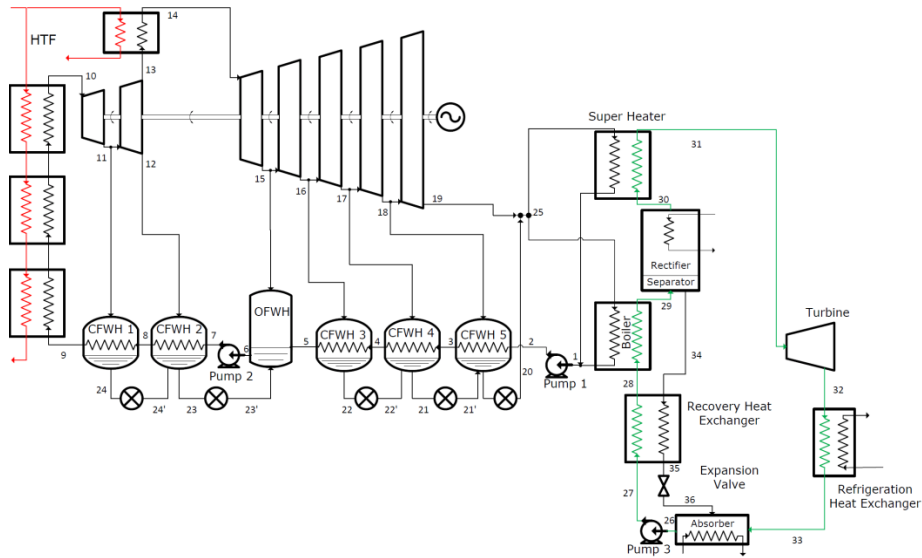 14
HTF
13
10
11
12
15
16
17
18
19
25
Super Heater
31
30
Rectifier
Separator
29
Turbine
CFWH 1
CFWH 2
OFWH
CFWH 3
CFWH 4
CFWH 5
Boiler
9
8
7
6
5
4
3
2
1
Pump 2
Pump 1
20
24
24'
23
23'
22
22'
21
21'
28
34
32
Recovery Heat
Exchanger
35
Expansion
Valve
36
27
26
Pump 3
Absorber
33
Refrigeration
Heat Exchanger